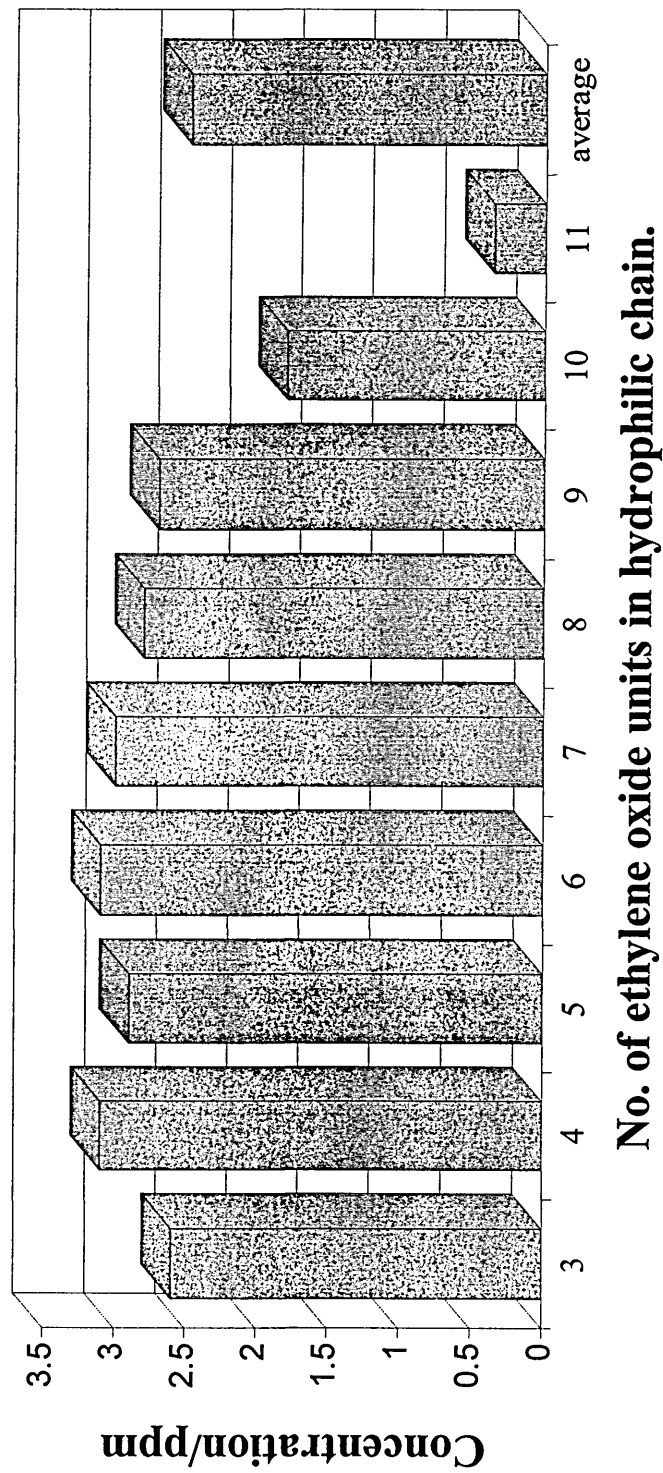 Concentration/ppm
3.5
3
2.5
2
1.5
1
0.5
0
3 4 5 6 7 8 9 10 11 average
No. of ethylene oxide units in hydrophilic chain.